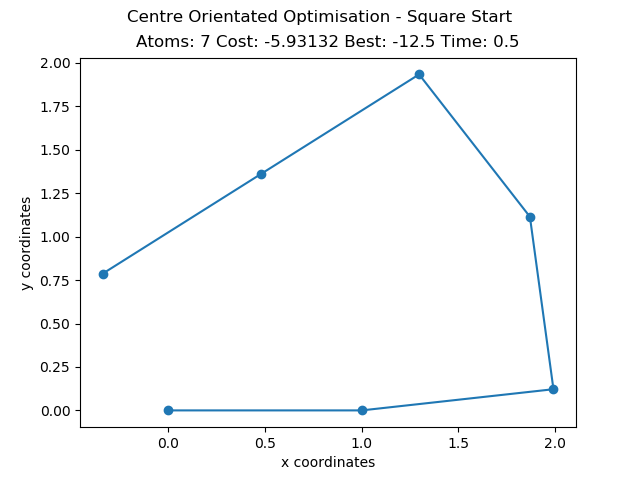 Centre Orientated Optimisation - Square Start
Atoms: 7 Cost: -5.93132 Best: -12.5 Time: 0.5
2.00
1.75
1.50
1.25
1.00
0.75
0.50
0.25
0.00
y coordinates
0.0 0.5 1.0 1.5 2.0
x coordinates